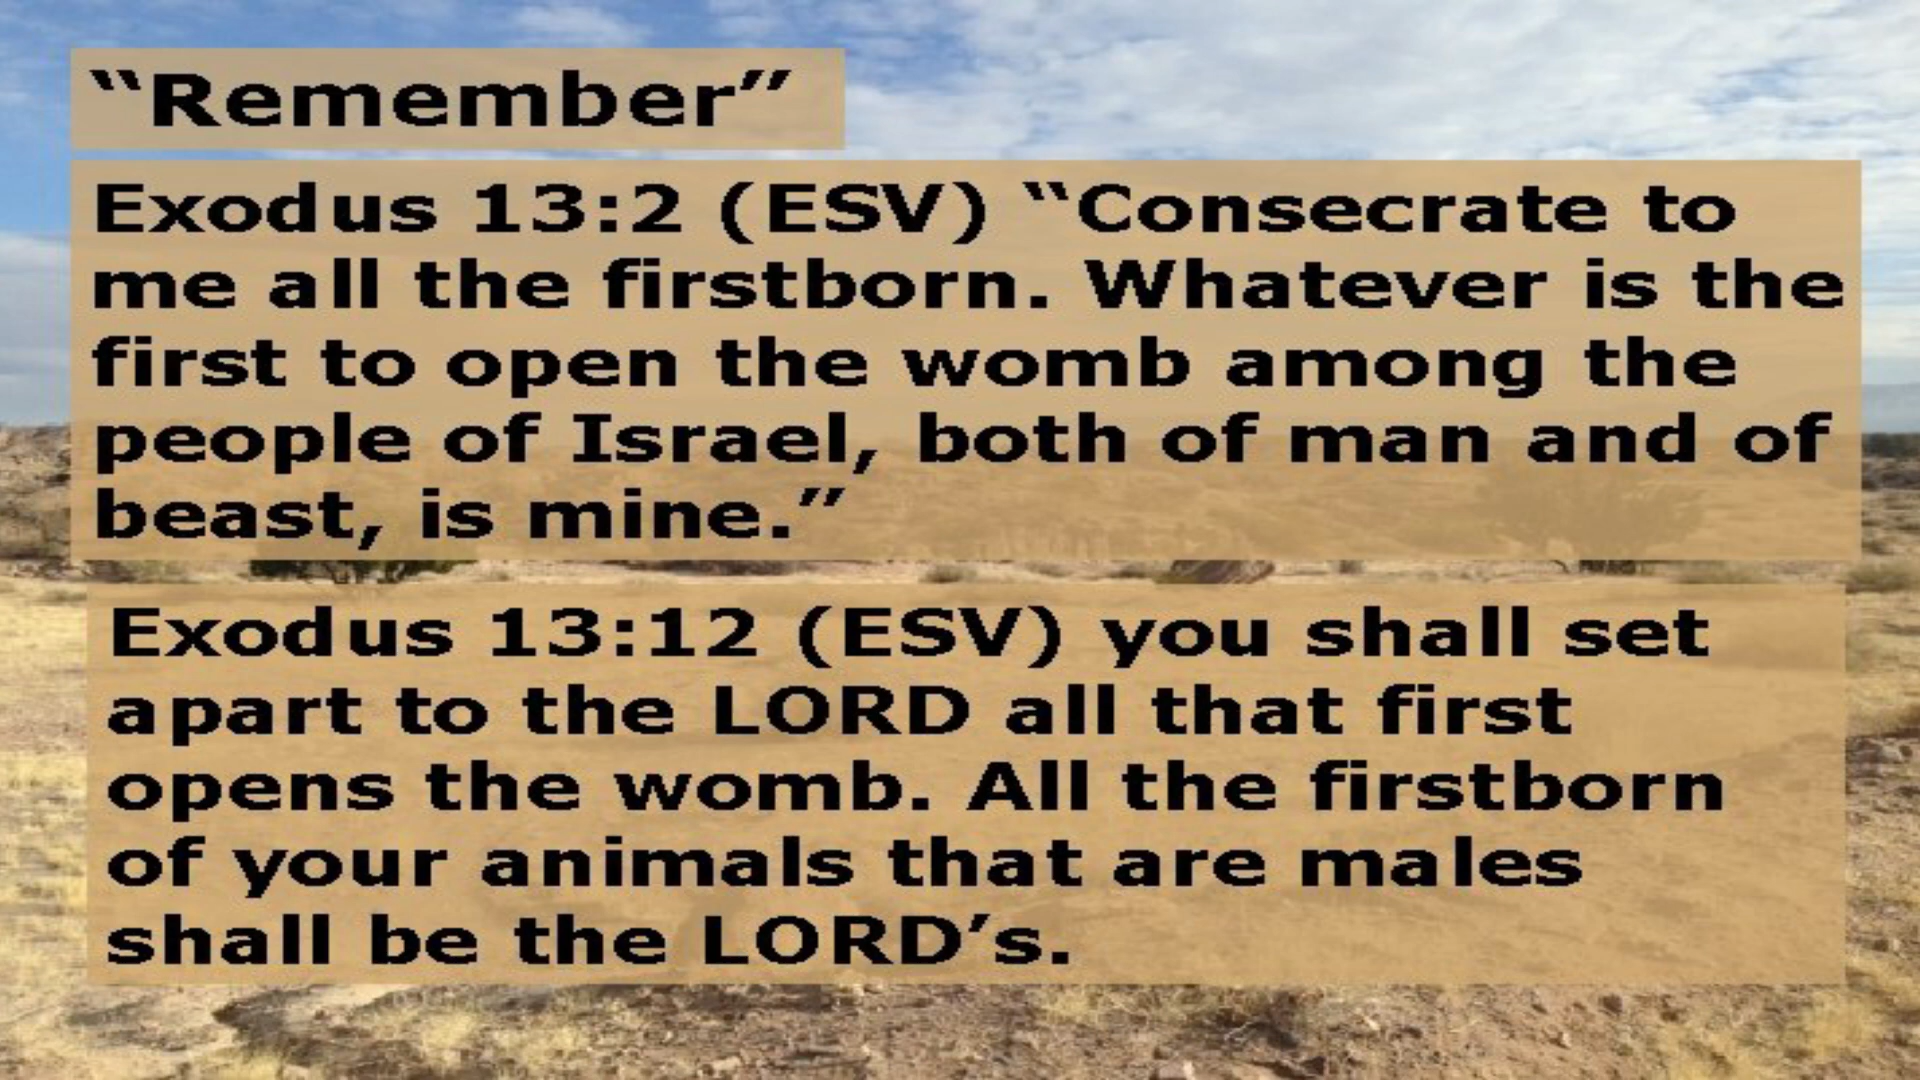 “Remember”
Exodus 13:2 (ESV) “Consecrate to
me all the firstborn. Whatever is the
first to open the womb among the
people of Israel, both of man and of
beast, is mine.”
Exodus 13:12 (ESV) you shall set
apart to the LORD all that first
opens the womb. All the firstborn
of your animals that are males
shall be the LORD’s.